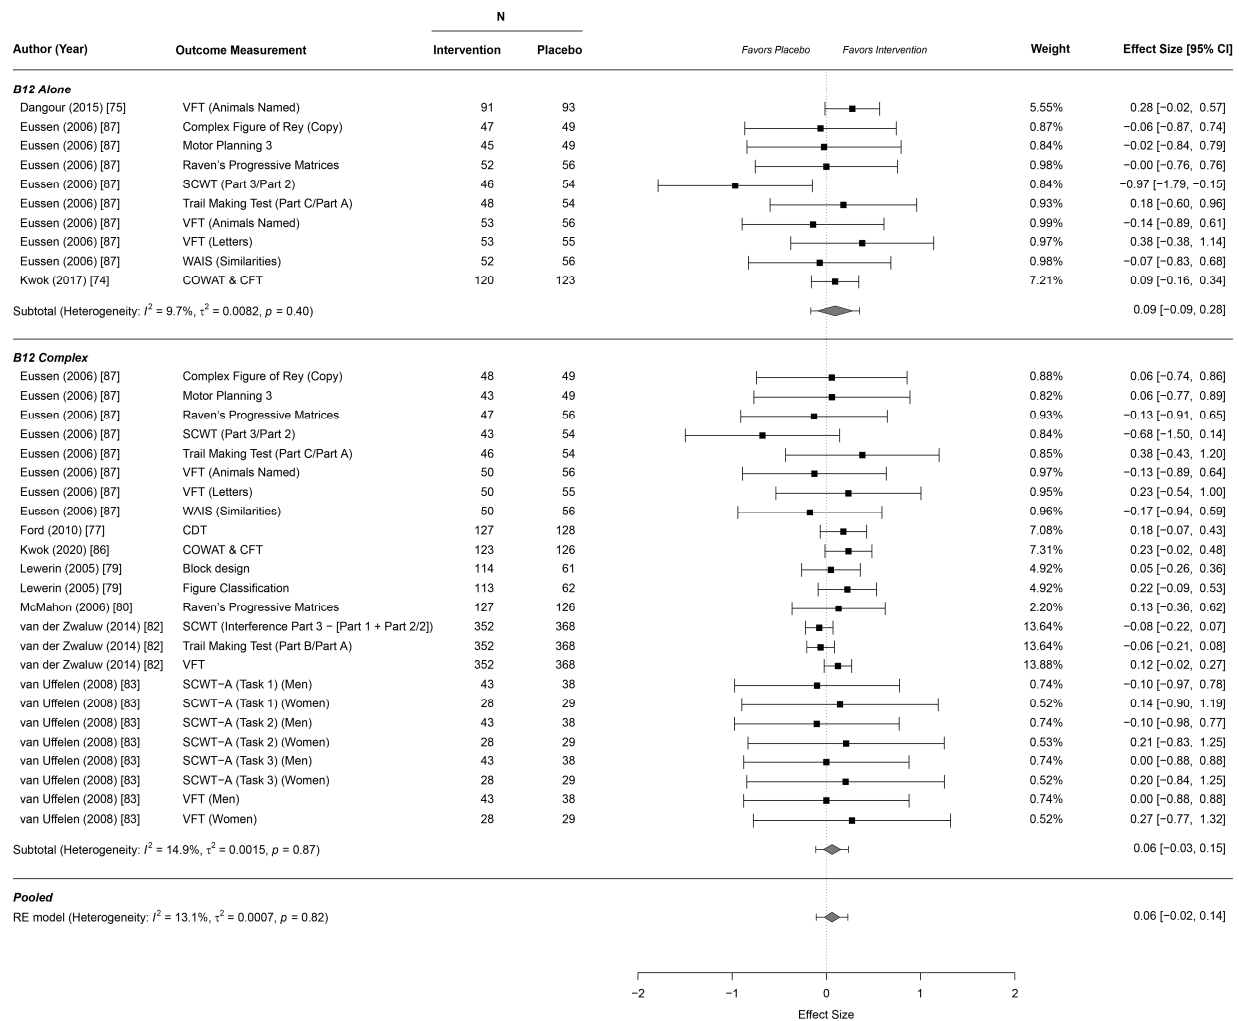 N
Author (Year) Outcome Measurement Intervention Placebo Favors Placebo Favors Intervention Weight Effect Size [95% CI]
B12 Alone
Dangour (2015) [75] VFT (Animals Named) 91 93 5.55% 0.28 [−0.02, 0.57]
Eussen (2006) [87] Complex Figure of Rey (Copy) 47 49 0.87% −0.06 [−0.87, 0.74]
Eussen (2006) [87] Motor Planning 3 45 49 0.84% −0.02 [−0.84, 0.79]
Eussen (2006) [87] Raven's Progressive Matrices 52 56 0.98% −0.00 [−0.76, 0.76]
Eussen (2006) [87] SCWT (Part 3/Part 2) 46 54 0.84% −0.97 [−1.79, −0.15]
Eussen (2006) [87] Trail Making Test (Part C/Part A) 48 54 0.93% 0.18 [−0.60, 0.96]
Eussen (2006) [87] VFT (Animals Named) 53 56 0.99% −0.14 [−0.89, 0.61]
Eussen (2006) [87] VFT (Letters) 53 55 0.97% 0.38 [−0.38, 1.14]
Eussen (2006) [87] WAIS (Similarities) 52 56 0.98% −0.07 [−0.83, 0.68]
Kwok (2017) [74] COWAT & CFT 120 123 7.21% 0.09 [−0.16, 0.34]
Subtotal (Heterogeneity: I² = 9.7%, τ² = 0.0082, p = 0.40) 0.09 [−0.09, 0.28]
B12 Complex
Eussen (2006) [87] Complex Figure of Rey (Copy) 48 49 0.88% 0.06 [−0.74, 0.86]
Eussen (2006) [87] Motor Planning 3 43 49 0.82% 0.06 [−0.77, 0.89]
Eussen (2006) [87] Raven's Progressive Matrices 47 56 0.93% −0.13 [−0.91, 0.65]
Eussen (2006) [87] SCWT (Part 3/Part 2) 43 54 0.84% −0.68 [−1.50, 0.14]
Eussen (2006) [87] Trail Making Test (Part C/Part A) 46 54 0.85% 0.38 [−0.43, 1.20]
Eussen (2006) [87] VFT (Animals Named) 50 56 0.97% −0.13 [−0.89, 0.64]
Eussen (2006) [87] VFT (Letters) 50 55 0.95% 0.23 [−0.54, 1.00]
Eussen (2006) [87] WAIS (Similarities) 50 56 0.96% −0.17 [−0.94, 0.59]
Ford (2010) [77] CDT 127 128 7.08% 0.18 [−0.07, 0.43]
Kwok (2020) [86] COWAT & CFT 123 126 7.31% 0.23 [−0.02, 0.48]
Lewerin (2005) [79] Block design 114 61 4.92% 0.05 [−0.26, 0.36]
Lewerin (2005) [79] Figure Classification 113 62 4.92% 0.22 [−0.09, 0.53]
McMahon (2006) [80] Raven's Progressive Matrices 127 126 2.20% 0.13 [−0.36, 0.62]
van der Zwaluw (2014) [82] SCWT (Interference Part 3 − [Part 1 + Part 2/2]) 352 368 13.64% −0.08 [−0.22, 0.07]
van der Zwaluw (2014) [82] Trail Making Test (Part B/Part A) 352 368 13.64% −0.06 [−0.21, 0.08]
van der Zwaluw (2014) [82] VFT 352 368 13.88% 0.12 [−0.02, 0.27]
van Uffelen (2008) [83] SCWT−A (Task 1) (Men) 43 38 0.74% −0.10 [−0.97, 0.78]
van Uffelen (2008) [83] SCWT−A (Task 1) (Women) 28 29 0.52% 0.14 [−0.90, 1.19]
van Uffelen (2008) [83] SCWT−A (Task 2) (Men) 43 38 0.74% −0.10 [−0.98, 0.77]
van Uffelen (2008) [83] SCWT−A (Task 2) (Women) 28 29 0.53% 0.21 [−0.83, 1.25]
van Uffelen (2008) [83] SCWT−A (Task 3) (Men) 43 38 0.74% 0.00 [−0.88, 0.88]
van Uffelen (2008) [83] SCWT−A (Task 3) (Women) 28 29 0.52% 0.20 [−0.84, 1.25]
van Uffelen (2008) [83] VFT (Men) 43 38 0.74% 0.00 [−0.88, 0.88]
van Uffelen (2008) [83] VFT (Women) 28 29 0.52% 0.27 [−0.77, 1.32]
Subtotal (Heterogeneity: I² = 14.9%, τ² = 0.0015, p = 0.87) 0.06 [−0.03, 0.15]
Pooled
RE model (Heterogeneity: I² = 13.1%, τ² = 0.0007, p = 0.82) 0.06 [−0.02, 0.14]
−2 −1 0 1 2
Effect Size